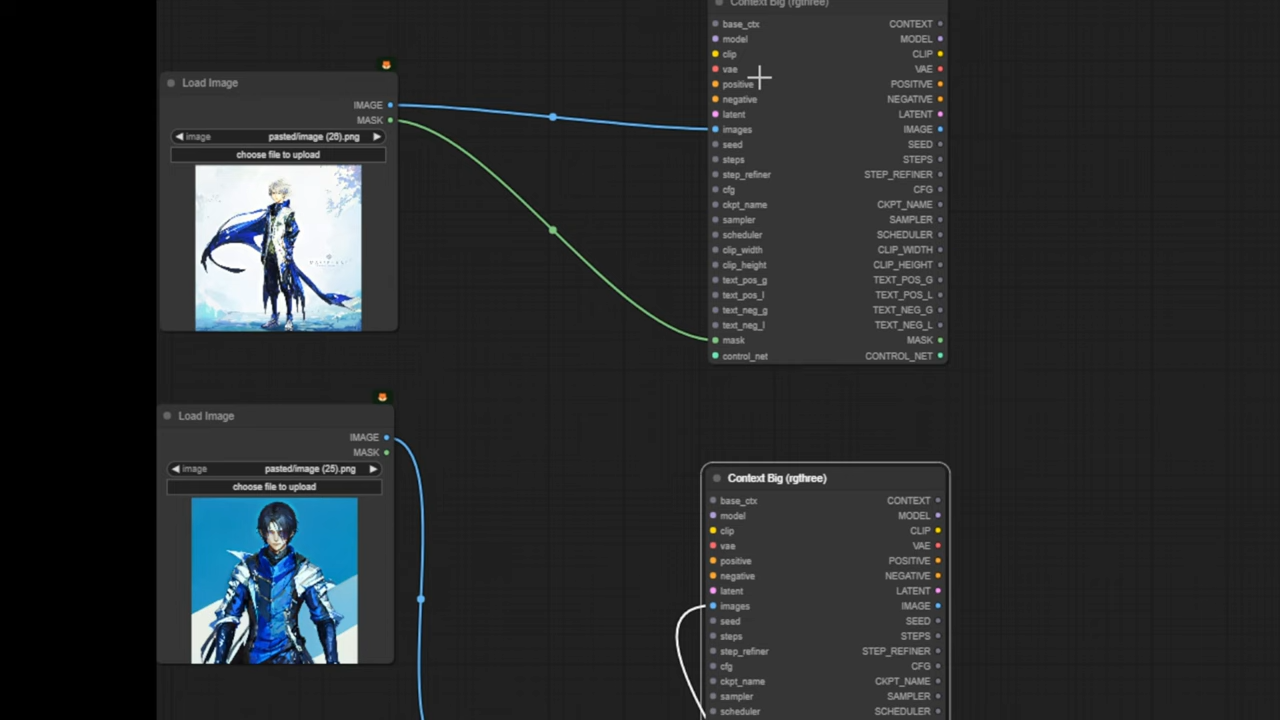 Context Big (rgthree)
base_ctx CONTEXT
model MODEL
clip CLIP
vae VAE
positive POSITIVE
negative NEGATIVE
latent LATENT
images IMAGE
seed SEED
steps STEPS
step_refiner STEP_REFINER
cfg CFG
ckpt_name CKPT_NAME
sampler SAMPLER
scheduler SCHEDULER
clip_width CLIP_WIDTH
clip_height CLIP_HEIGHT
text_pos_g TEXT_POS_G
text_pos_l TEXT_POS_L
text_neg_g TEXT_NEG_G
text_neg_l TEXT_NEG_L
mask MASK
control_net CONTROL_NET
Load Image
IMAGE
MASK
image pasted/image (26).png
choose file to upload
Load Image
IMAGE
MASK
image pasted/image (25).png
choose file to upload
Context Big (rgthree)
base_ctx CONTEXT
model MODEL
clip CLIP
vae VAE
positive POSITIVE
negative NEGATIVE
latent LATENT
images IMAGE
seed SEED
steps STEPS
step_refiner STEP_REFINER
cfg CFG
ckpt_name CKPT_NAME
sampler SAMPLER
scheduler SCHEDULER